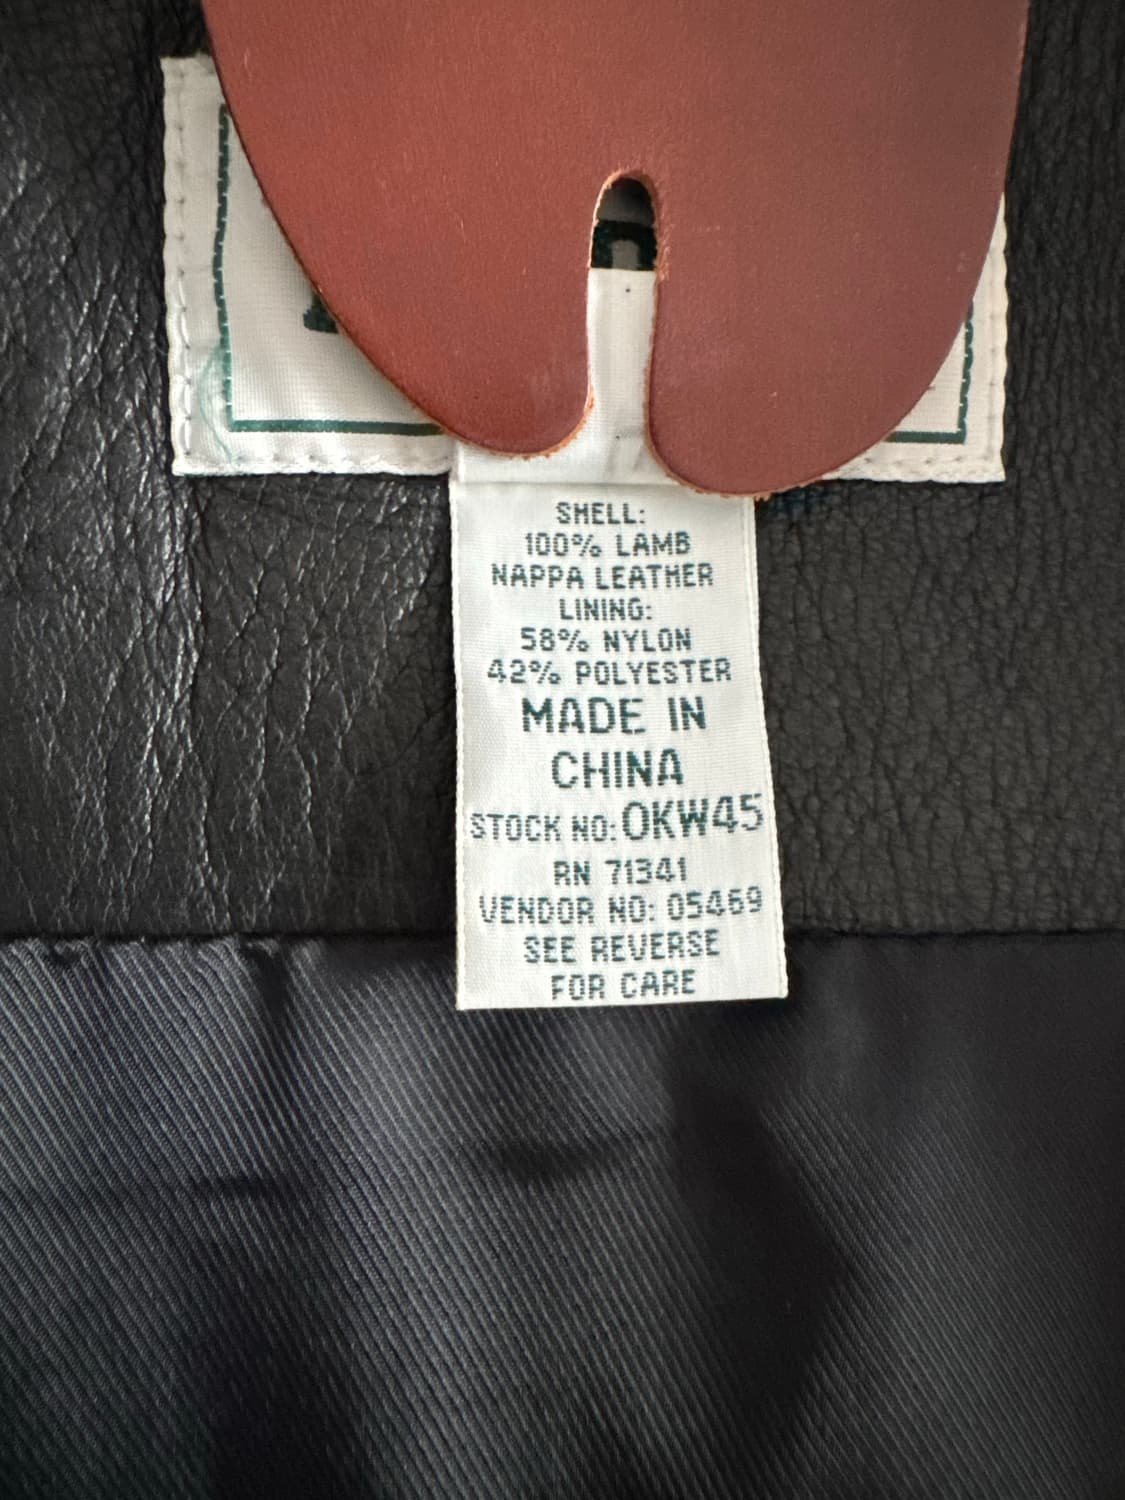 SHELL:
100% LAMB
NAPPA LEATHER
LINING:
58% NYLON
42% POLYESTER
MADE IN
CHINA
STOCK NO: OKW45
RN 71341
VENDOR NO: 05469
SEE REVERSE
FOR CARE